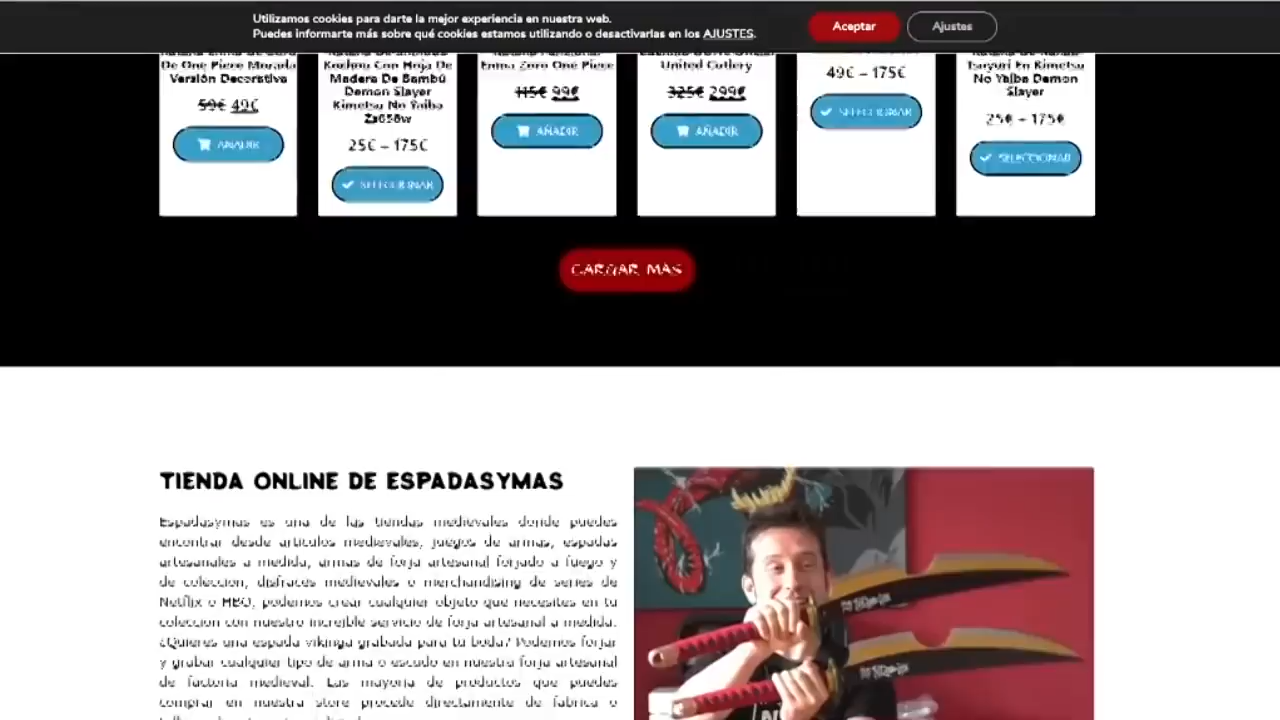 Utilizamos cookies para darte la mejor experiencia en nuestra web.
Puedes informarte más sobre qué cookies estamos utilizando o desactivarlas en los AJUSTES.
Aceptar
Ajustes
De One Piece Morada
Versión Decorativa
59€ 49€
AÑADIR
Kodina Con Hoja De
Madera De Bambú
Demon Slayer
Kimetsu No Yaiba
25€ – 175€
SELECCIONAR
Enma Zoro One Piece
115€ 99€
AÑADIR
United Cutlery
325€ 299€
AÑADIR
49€ – 175€
SELECCIONAR
Tsuyuri En Kimetsu
No Yaiba Demon
Slayer
25€ – 175€
SELECCIONAR
CARGAR MÁS
TIENDA ONLINE DE ESPADASYMAS
Espadasymas es una de las tiendas medievales donde puedes
encontrar desde artículos medievales, juegos de armas, espadas
artesanales a medida, armas de forja artesanal forjado a fuego y
de colección, disfraces medievales o merchandising de series de
Netflix o HBO, podemos crear cualquier objeto que necesites en tu
colección con nuestro increíble servicio de forja artesanal a medida.
¿Quieres una espada vikinga grabada para tu boda? Podemos forjar
y grabar cualquier tipo de arma o escudo en nuestra forja artesanal
de factoría medieval. Las mayoría de productos que puedes
comprar en nuestra store procede directamente de fabrica o